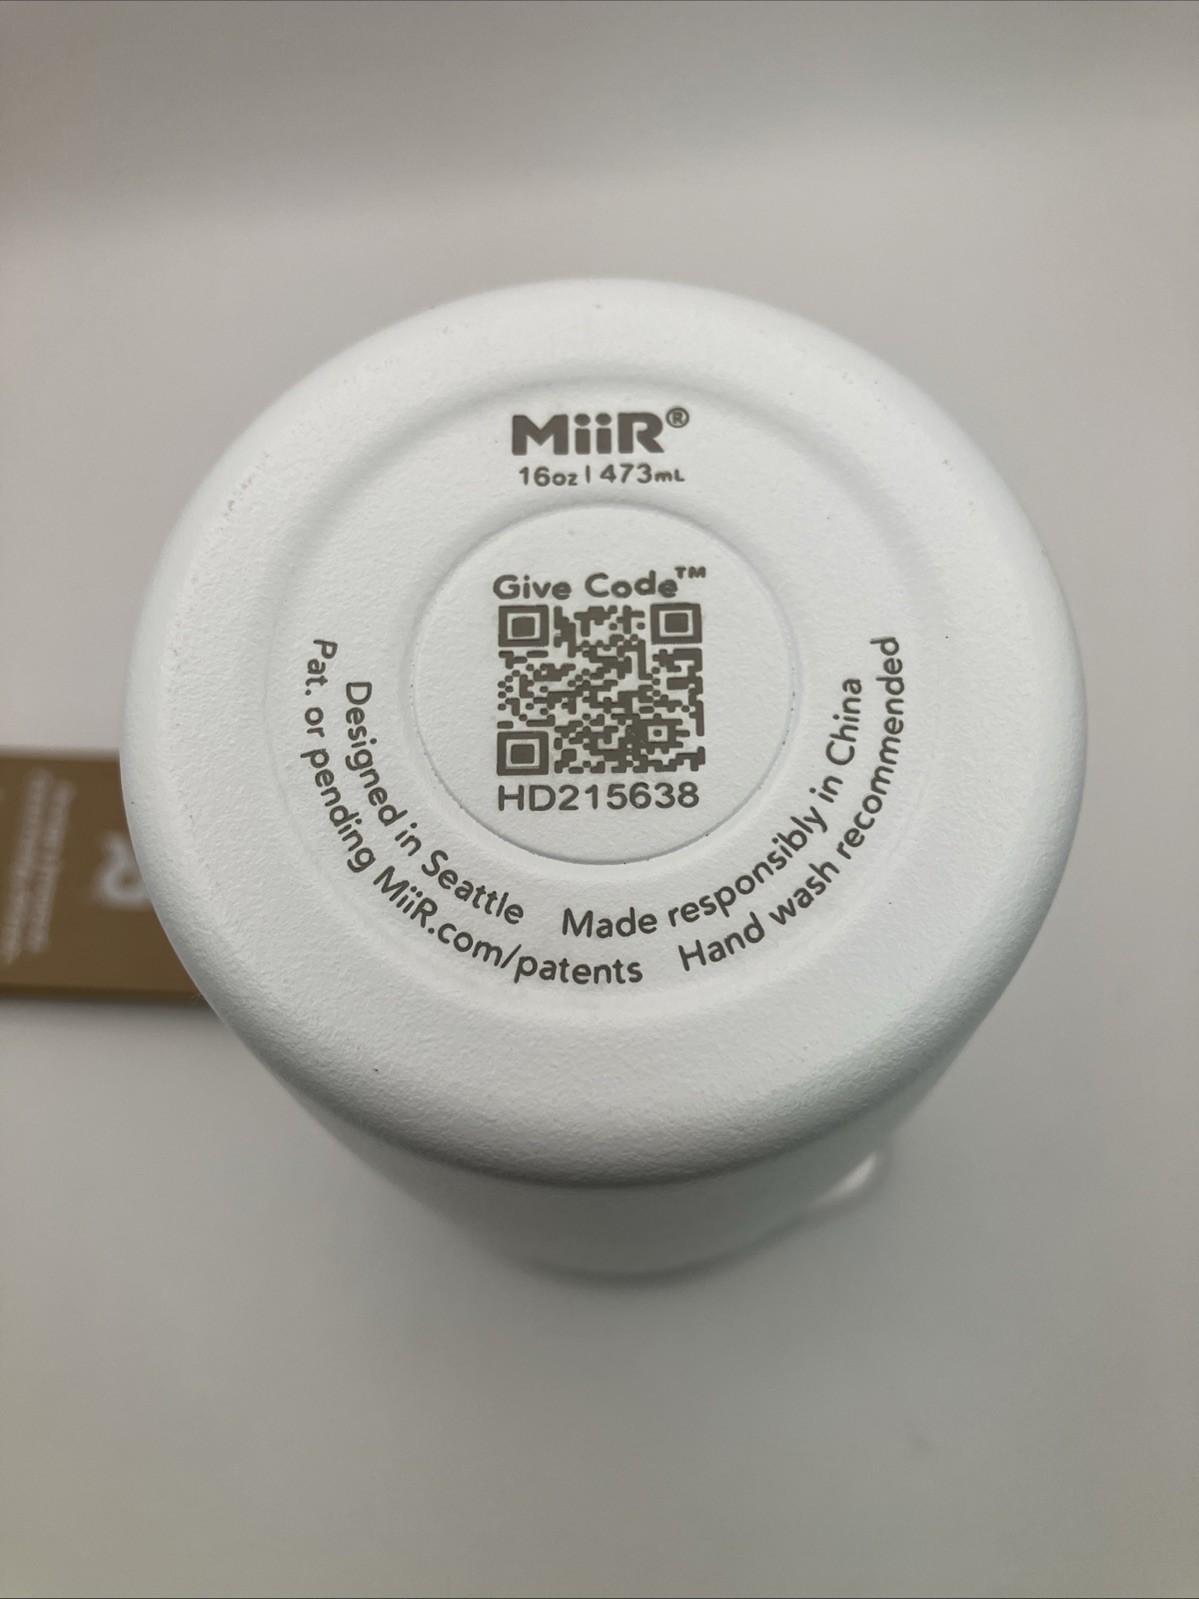 MiiR®
16oz | 473mL
Give Code™
HD215638
Designed in Seattle
Made responsibly in China
Pat. or pending MiiR.com/patents
Hand wash recommended
R